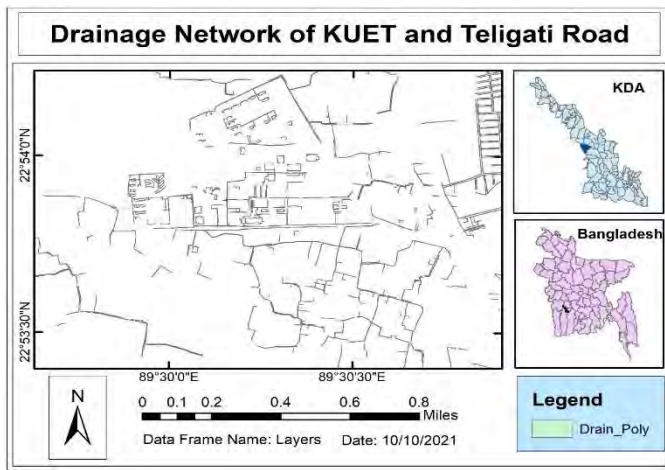 Drainage Network of KUET and Teligati Road
KDA
22°54'0"N
Bangladesh
22°53'30"N
89°30'0"E
89°30'30"E
N
0 0.1 0.2 0.4 0.6 0.8
Miles
Data Frame Name: Layers Date: 10/10/2021
Legend
Drain_Poly